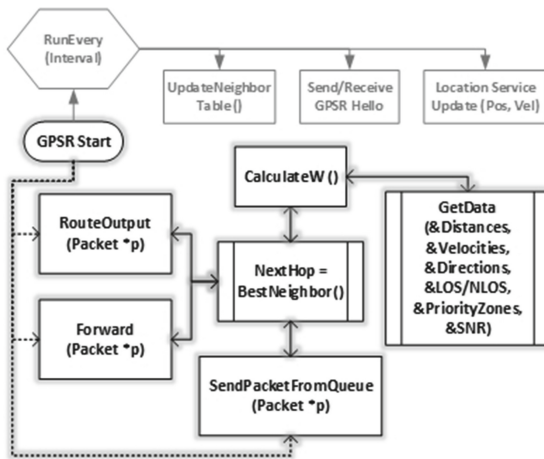 RunEvery
(Interval)
UpdateNeighbor
Table()
Send/Receive
GPSR Hello
Location Service
Update (Pos, Vel)
GPSR Start
CalculateW ()
RouteOutput
(Packet *p)
GetData
(&Distances,
&Velocities,
&Directions,
&LOS/NLOS,
&PriorityZones,
&SNR)
NextHop =
BestNeighbor()
Forward
(Packet *p)
SendPacketFromQueue
(Packet *p)